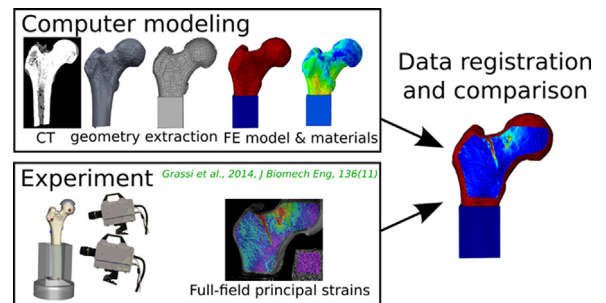 Computer modeling
CT
geometry extraction
FE model & materials
Data registration
and comparison
Experiment
Grassi et al., 2014, J Biomech Eng, 136(11)
Full-field principal strains